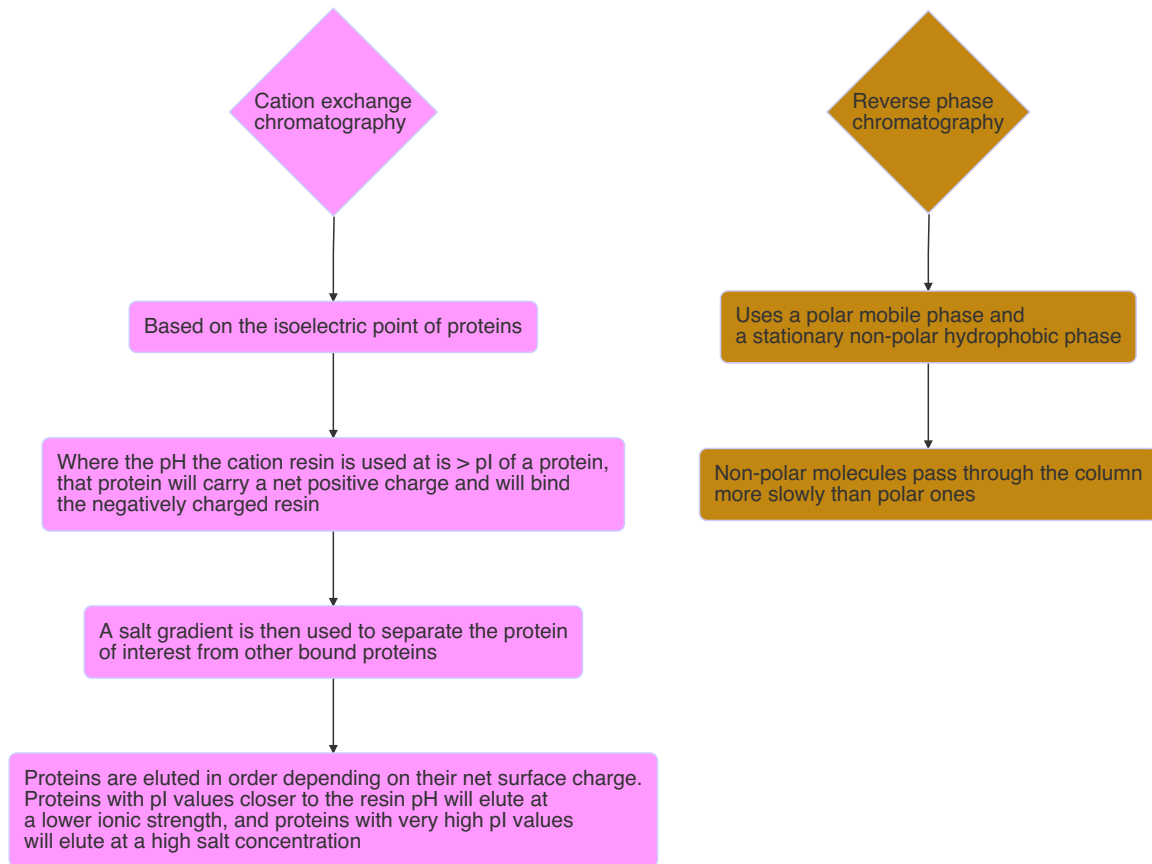 Cation exchange
chromatography
Based on the isoelectric point of proteins
Where the pH the cation resin is used at is > pI of a protein,
that protein will carry a net positive charge and will bind
the negatively charged resin
A salt gradient is then used to separate the protein
of interest from other bound proteins
Proteins are eluted in order depending on their net surface charge.
Proteins with pI values closer to the resin pH will elute at
a lower ionic strength, and proteins with very high pI values
will elute at a high salt concentration
Reverse phase
chromatography
Uses a polar mobile phase and
a stationary non-polar hydrophobic phase
Non-polar molecules pass through the column
more slowly than polar ones